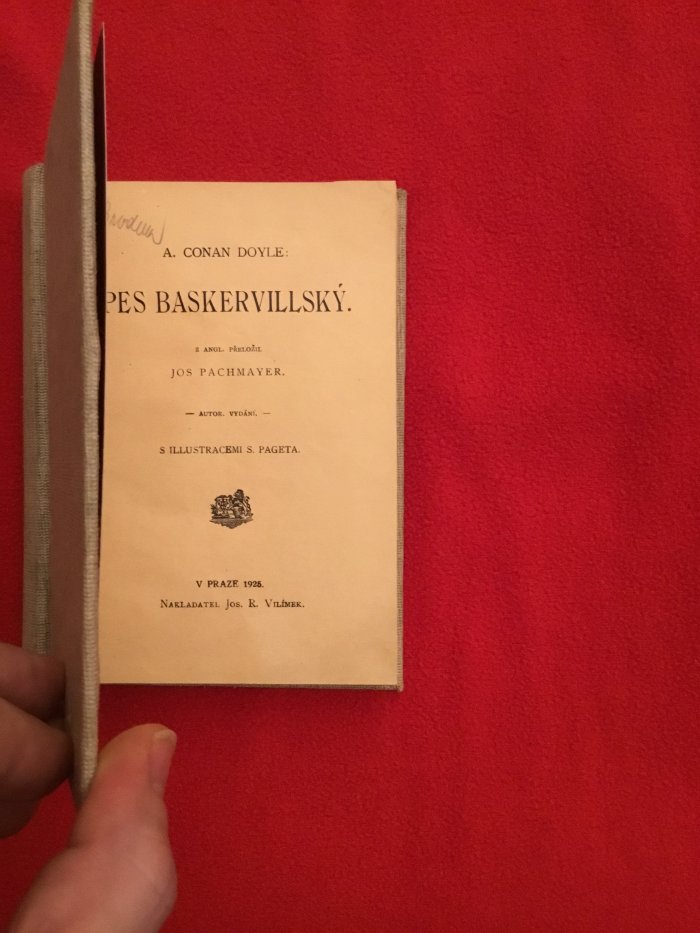 A. CONAN DOYLE:
PES BASKERVILLSKÝ.
Z ANGL. PŘELOŽIL
JOS PACHMAYER.
— AUTOR. VYDÁNÍ. —
S ILLUSTRACEMI S. PAGETA.
V PRAZE 1925.
NAKLADATEL JOS. R. VILÍMEK.